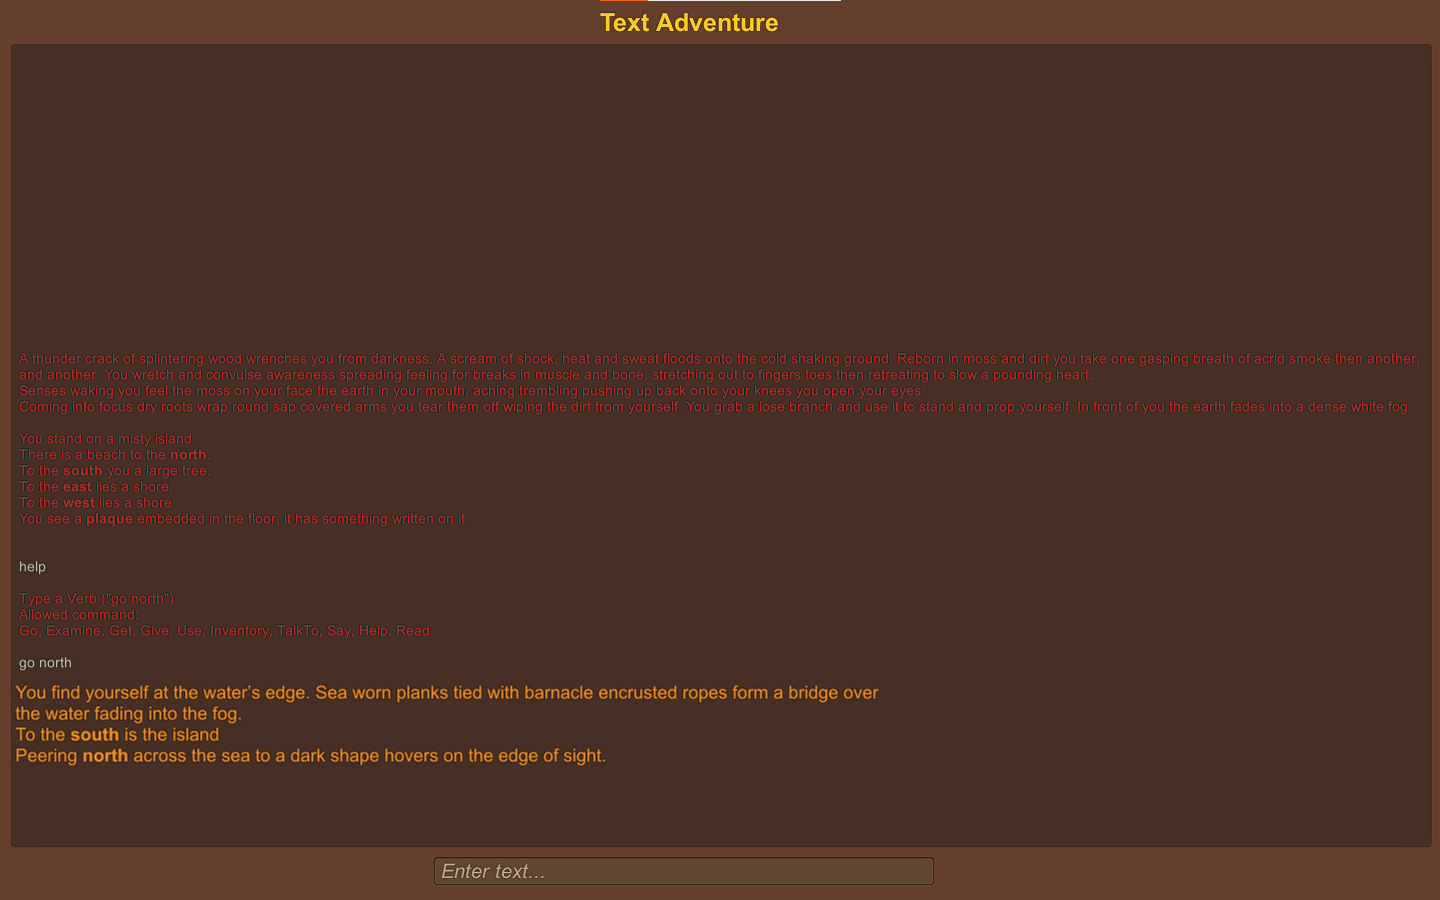 Text Adventure
A thunder crack of splintering wood wrenches you from darkness. A scream of shock, heat and sweat floods onto the cold shaking ground. Reborn in moss and dirt you take one gasping breath of acrid smoke then another,
and another. You wretch and convulse awareness spreading feeling for breaks in muscle and bone, stretching out to fingers toes then retreating to slow a pounding heart.
Senses waking you feel the moss on your face the earth in your mouth, aching trembling pushing up back onto your knees you open your eyes.
Coming into focus dry roots wrap round sap covered arms you tear them off wiping the dirt from yourself. You grab a lose branch and use it to stand and prop yourself. In front of you the earth fades into a dense white fog.
You stand on a misty island.
There is a beach to the north.
To the south you a large tree.
To the east lies a shore.
To the west lies a shore
You see a plaque embedded in the floor, it has something written on it
help
Type a Verb ("go north")
Allowed command:
Go, Examine, Get, Give, Use, Inventory, TalkTo, Say, Help, Read
go north
You find yourself at the water’s edge. Sea worn planks tied with barnacle encrusted ropes form a bridge over
the water fading into the fog.
To the south is the island
Peering north across the sea to a dark shape hovers on the edge of sight.
Enter text...